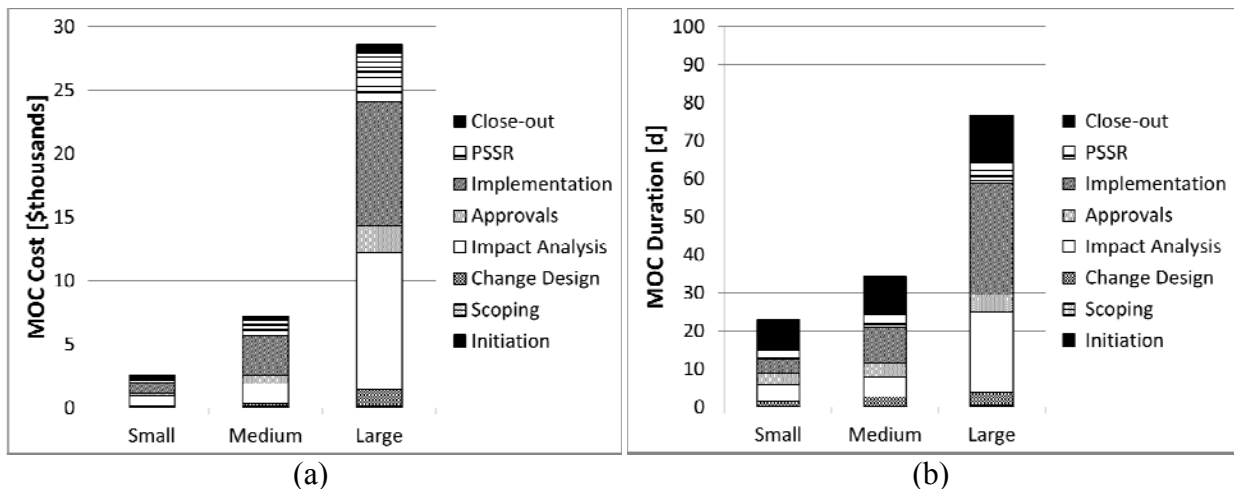 MOC Cost [$thousands]
30
25
20
15
10
5
0
Small Medium Large
Close-out
PSSR
Implementation
Approvals
Impact Analysis
Change Design
Scoping
Initiation
(a)
MOC Duration [d]
100
90
80
70
60
50
40
30
20
10
0
Small Medium Large
Close-out
PSSR
Implementation
Approvals
Impact Analysis
Change Design
Scoping
Initiation
(b)